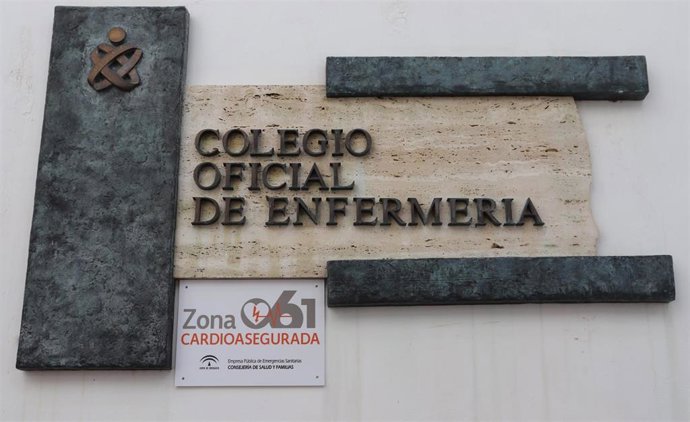 COLEGIO
OFICIAL
DE ENFERMERIA
Zona 061
CARDIOASEGURADA
Empresa Pública de Emergencias Sanitarias
CONSEJERÍA DE SALUD Y FAMILIAS